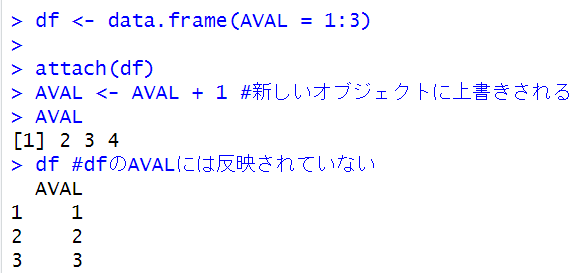 > df <- data.frame(AVAL = 1:3)
>
> attach(df)
> AVAL <- AVAL + 1 #新しいオブジェクトに上書きされる
> AVAL
[1] 2 3 4
> df #dfのAVALには反映されていない
  AVAL
1    1
2    2
3    3